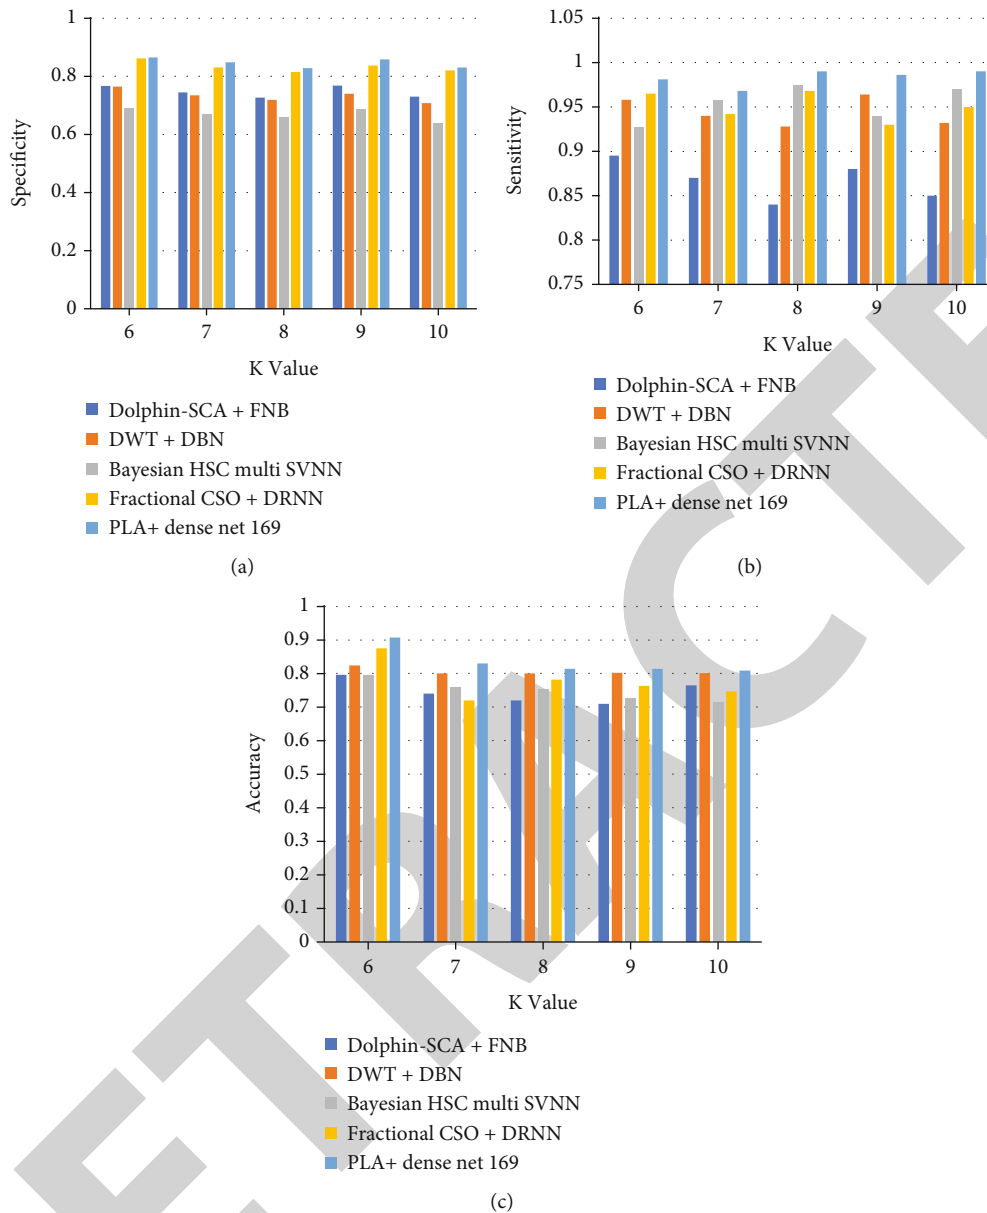 1
0.8
0.6
0.4
0.2
0
Specificity
6 7 8 9 10
K Value
Dolphin-SCA + FNB
DWT + DBN
Bayesian HSC multi SVNN
Fractional CSO + DRNN
PLA+ dense net 169
(a)
1.05
1
0.95
0.9
0.85
0.8
0.75
Sensitivity
6 7 8 9 10
K Value
Dolphin-SCA + FNB
DWT + DBN
Bayesian HSC multi SVNN
Fractional CSO + DRNN
PLA+ dense net 169
(b)
1
0.9
0.8
0.7
0.6
0.5
0.4
0.3
0.2
0.1
0
Accuracy
6 7 8 9 10
K Value
Dolphin-SCA + FNB
DWT + DBN
Bayesian HSC multi SVNN
Fractional CSO + DRNN
PLA+ dense net 169
(c)
ETRACTE